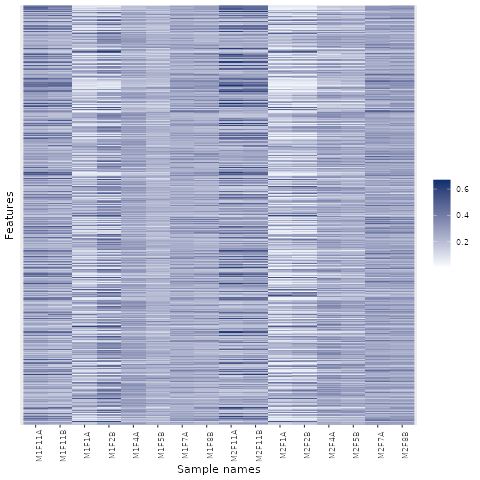 Features
0.6
0.4
0.2
M1F11A
M1F11B
M1F1A
M1F2B
M1F4A
M1F5B
M1F7A
M1F8B
M2F11A
M2F11B
M2F1A
M2F2B
M2F4A
M2F5B
M2F7A
M2F8B
Sample names